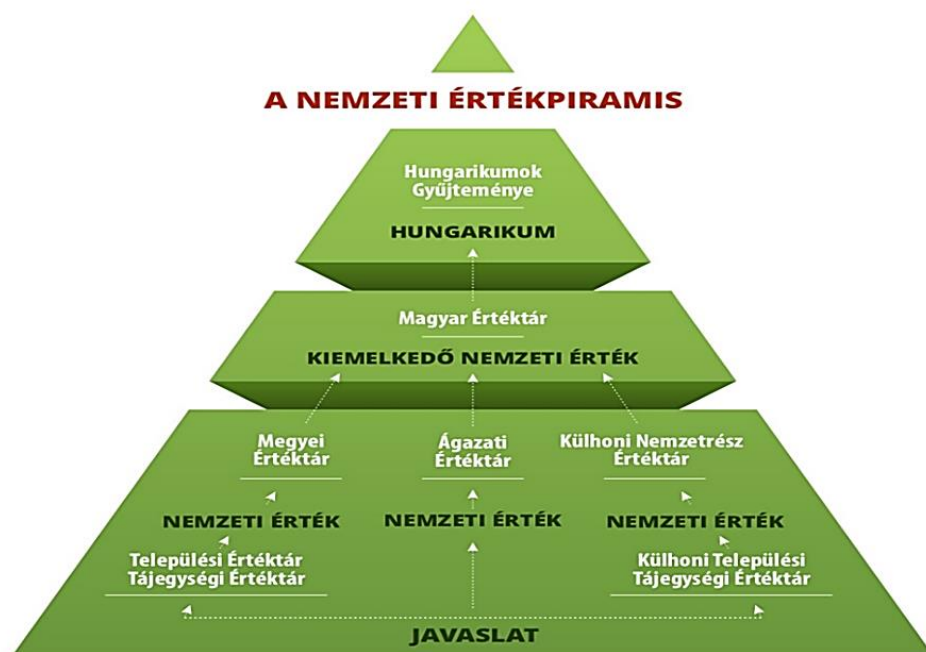 A NEMZETI ÉRTÉKPIRAMIS
Hungarikumok
Gyűjteménye
HUNGARIKUM
Magyar Értéktár
KIEMELKEDŐ NEMZETI ÉRTÉK
Megyei
Értéktár
Ágazati
Értéktár
Külhoni Nemzetrész
Értéktár
NEMZETI ÉRTÉK
NEMZETI ÉRTÉK
NEMZETI ÉRTÉK
Települési Értéktár
Tájegységi Értéktár
Külhoni Települési
Tájegységi Értéktár
JAVASLAT